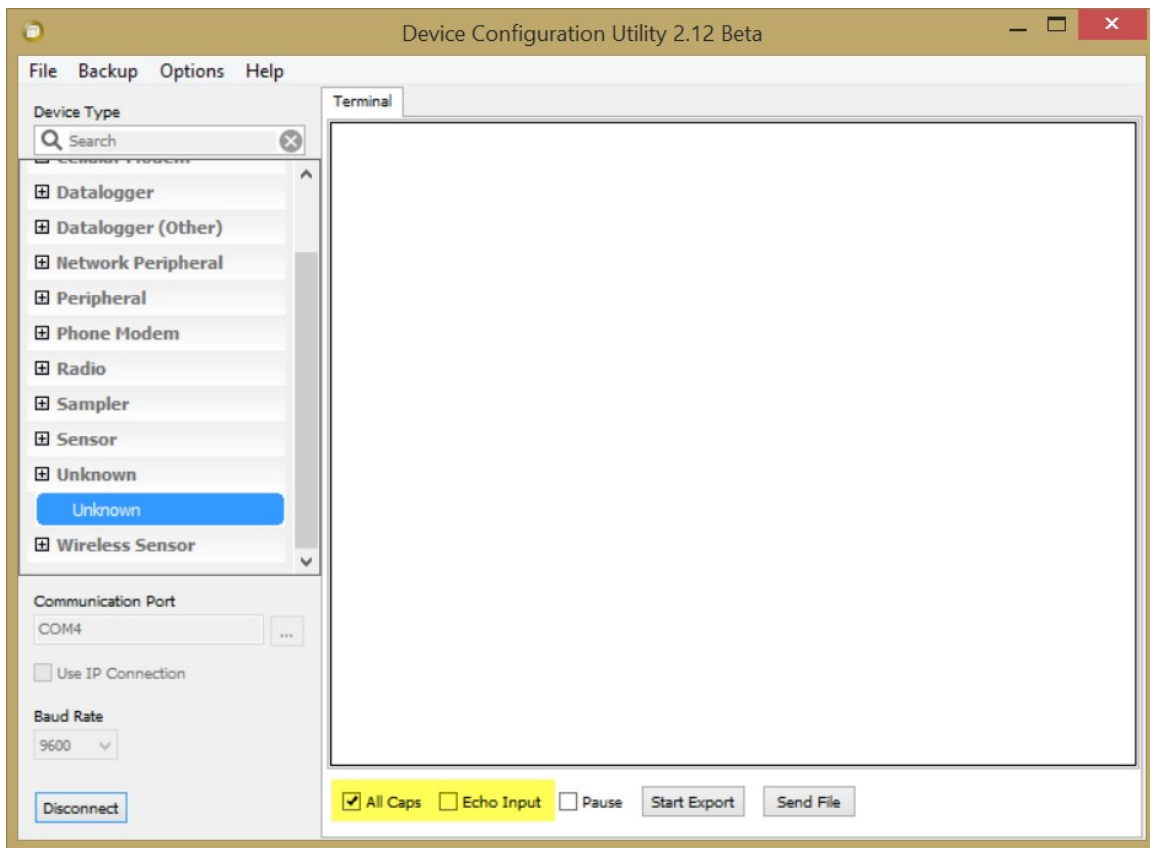 Device Configuration Utility 2.12 Beta
File Backup Options Help
Device Type
Search
Terminal
Datalogger
Datalogger (Other)
Network Peripheral
Peripheral
Phone Modem
Radio
Sampler
Sensor
Unknown
Unknown
Wireless Sensor
Communication Port
COM4
...
Use IP Connection
Baud Rate
9600
Disconnect
All Caps Echo Input Pause Start Export Send File